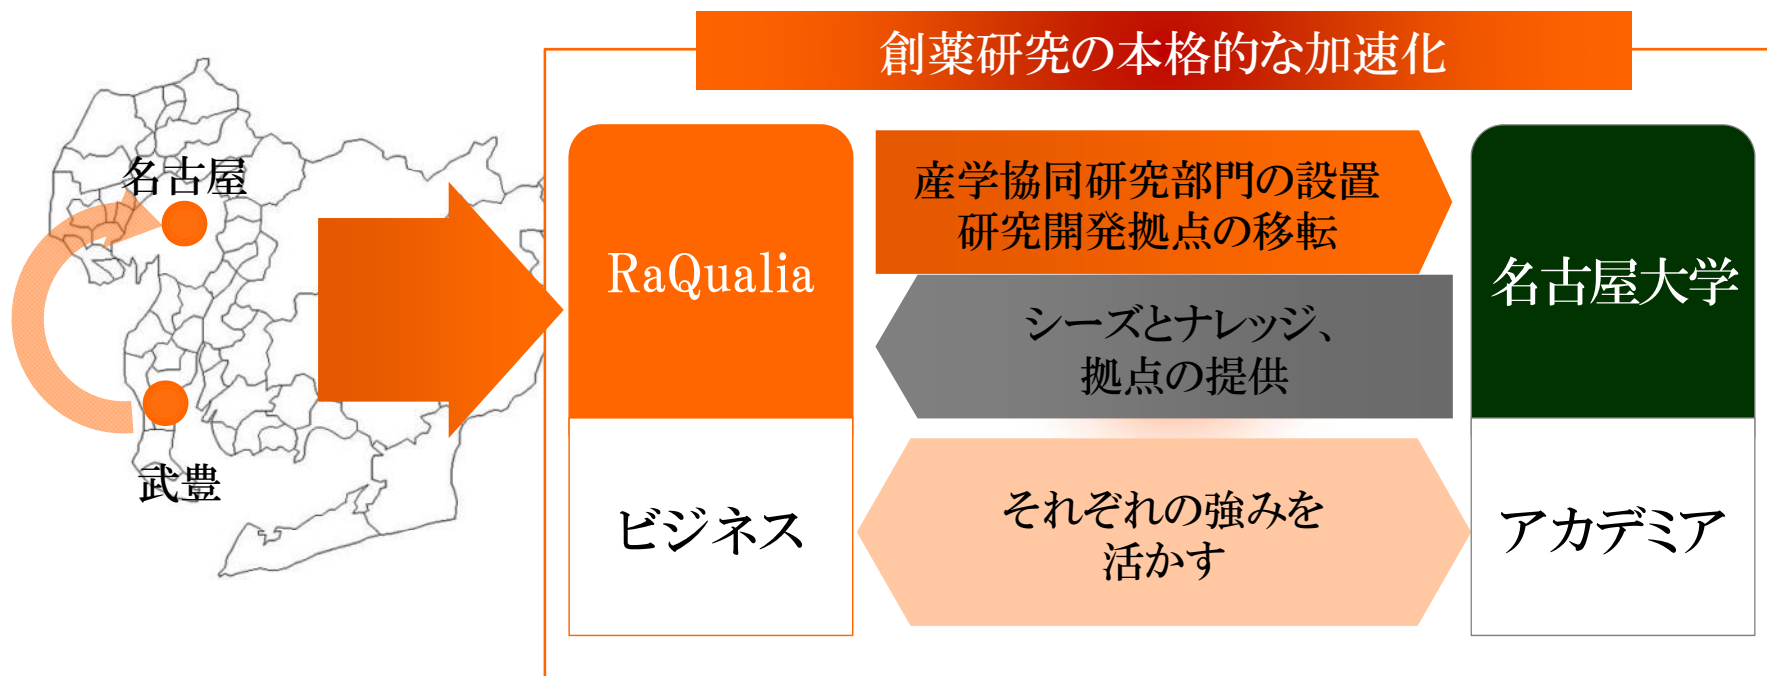 創薬研究の本格的な加速化
名古屋
武豊
RaQualia
ビジネス
産学協同研究部門の設置
研究開発拠点の移転
シーズとナレッジ、
拠点の提供
それぞれの強みを
活かす
名古屋大学
アカデミア